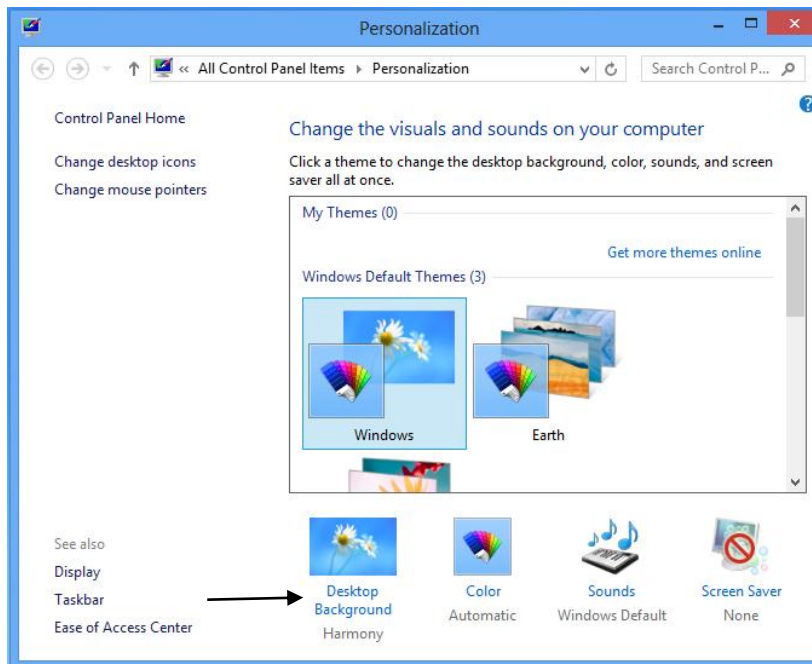 Personalization
« All Control Panel Items Personalization
Search Control P...
Control Panel Home
Change desktop icons
Change mouse pointers
Change the visuals and sounds on your computer
Click a theme to change the desktop background, color, sounds, and screen
saver all at once.
My Themes (0)
Get more themes online
Windows Default Themes (3)
Windows
Earth
See also
Display
Taskbar
Ease of Access Center
Desktop
Background
Harmony
Color
Automatic
Sounds
Windows Default
Screen Saver
None